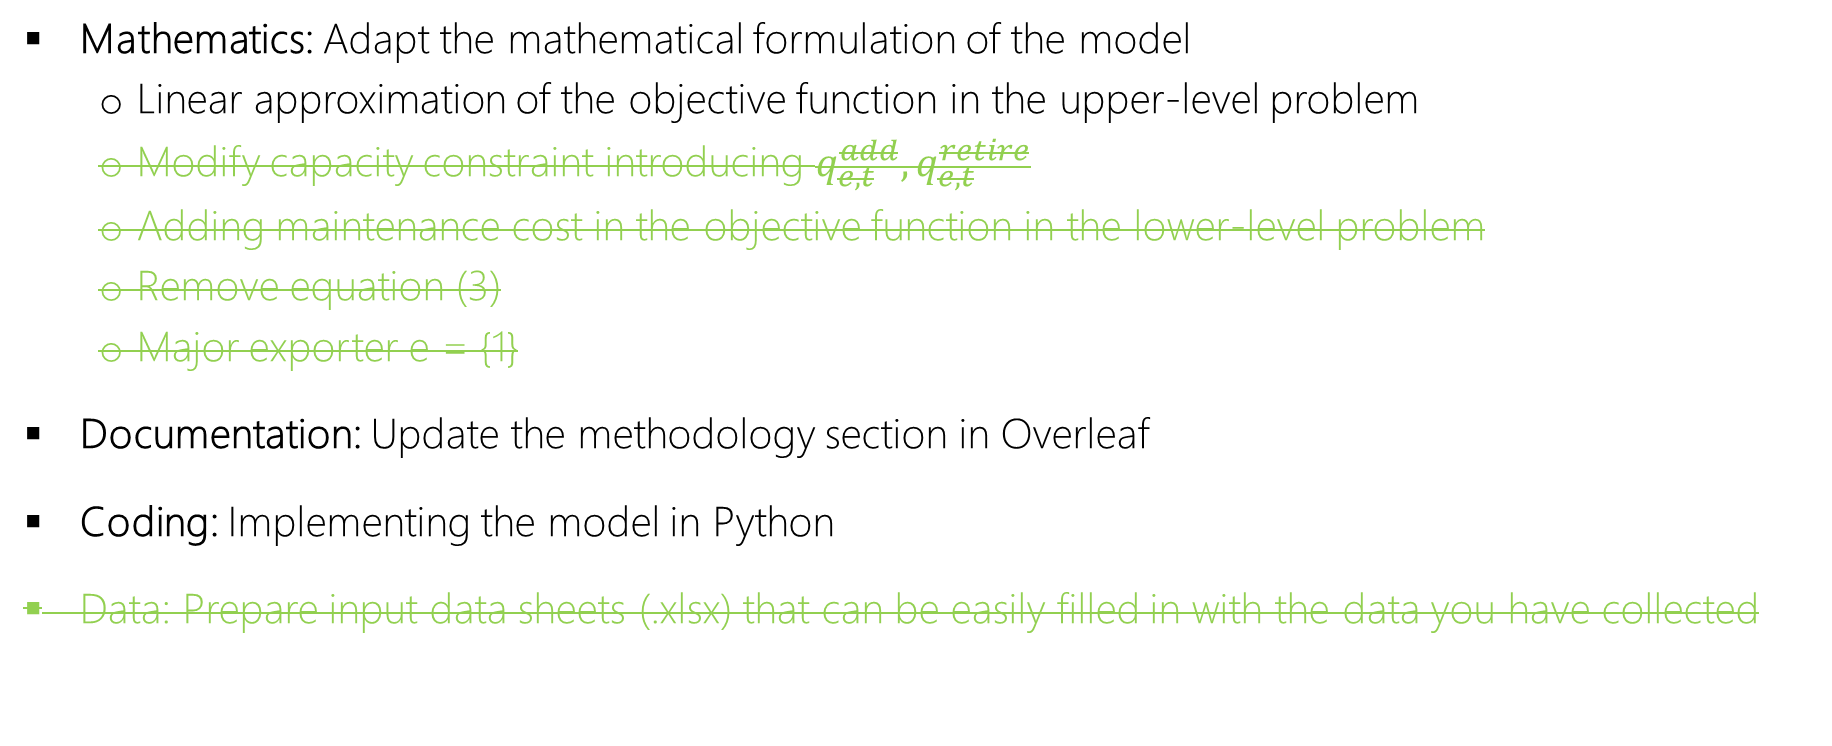 ▪ Mathematics: Adapt the mathematical formulation of the model
o Linear approximation of the objective function in the upper-level problem
o Modify capacity constraint introducing q_{e,t}^{add}, q_{e,t}^{retire}
o Adding maintenance cost in the objective function in the lower-level problem
o Remove equation (3)
o Major exporter e = {1}
▪ Documentation: Update the methodology section in Overleaf
▪ Coding: Implementing the model in Python
▪ Data: Prepare input data sheets (.xlsx) that can be easily filled in with the data you have collected